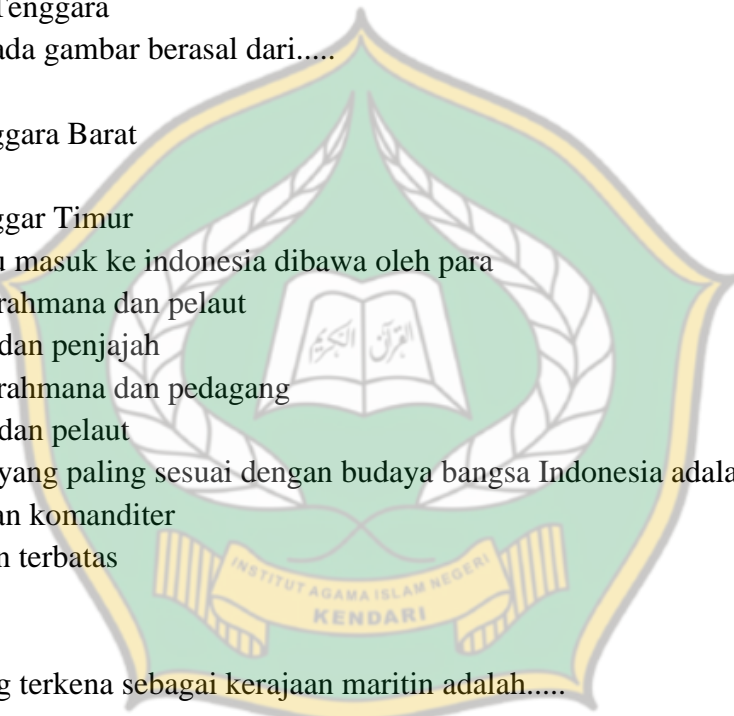 Tenggara
ada gambar berasal dari.....
ggara Barat
ggar Timur
u masuk ke indonesia dibawa oleh para
rahmana dan pelaut
dan penjajah
rahmana dan pedagang
dan pelaut
yang paling sesuai dengan budaya bangsa Indonesia adala
an komanditer
n terbatas
g terkena sebagai kerajaan maritin adalah.....
القرآن الكريم
INSTITUT AGAMA ISLAM NEGERI
KENDARI